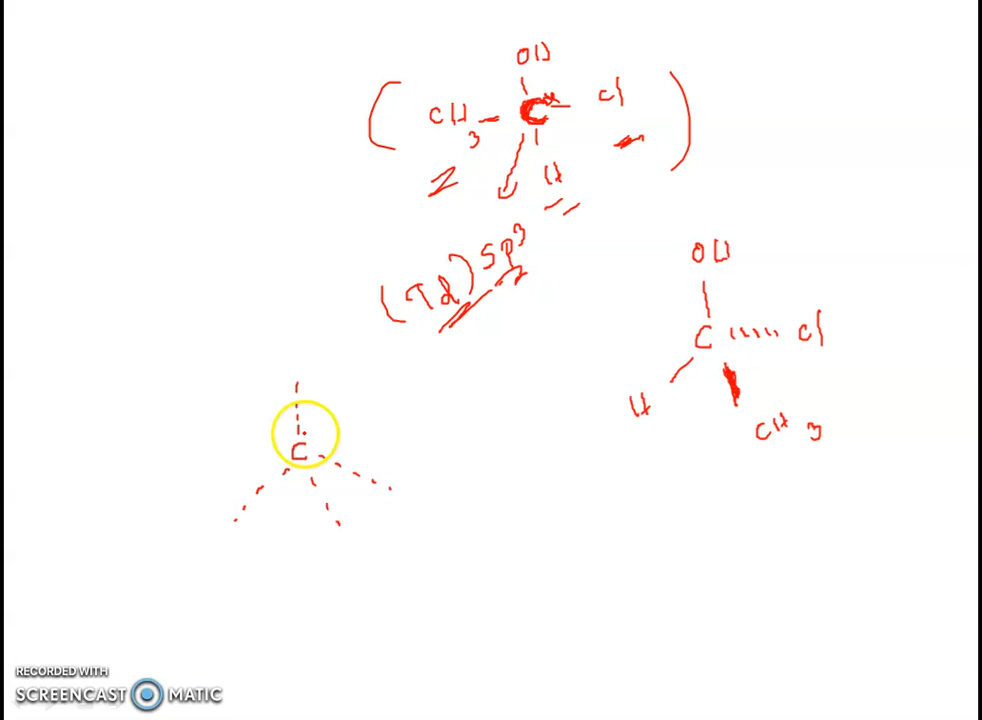 OH
CH3 - C* - Cl
H
(Td) sp3
OH
C Cl
H
CH3
C
RECORDED WITH
SCREENCAST MATIC